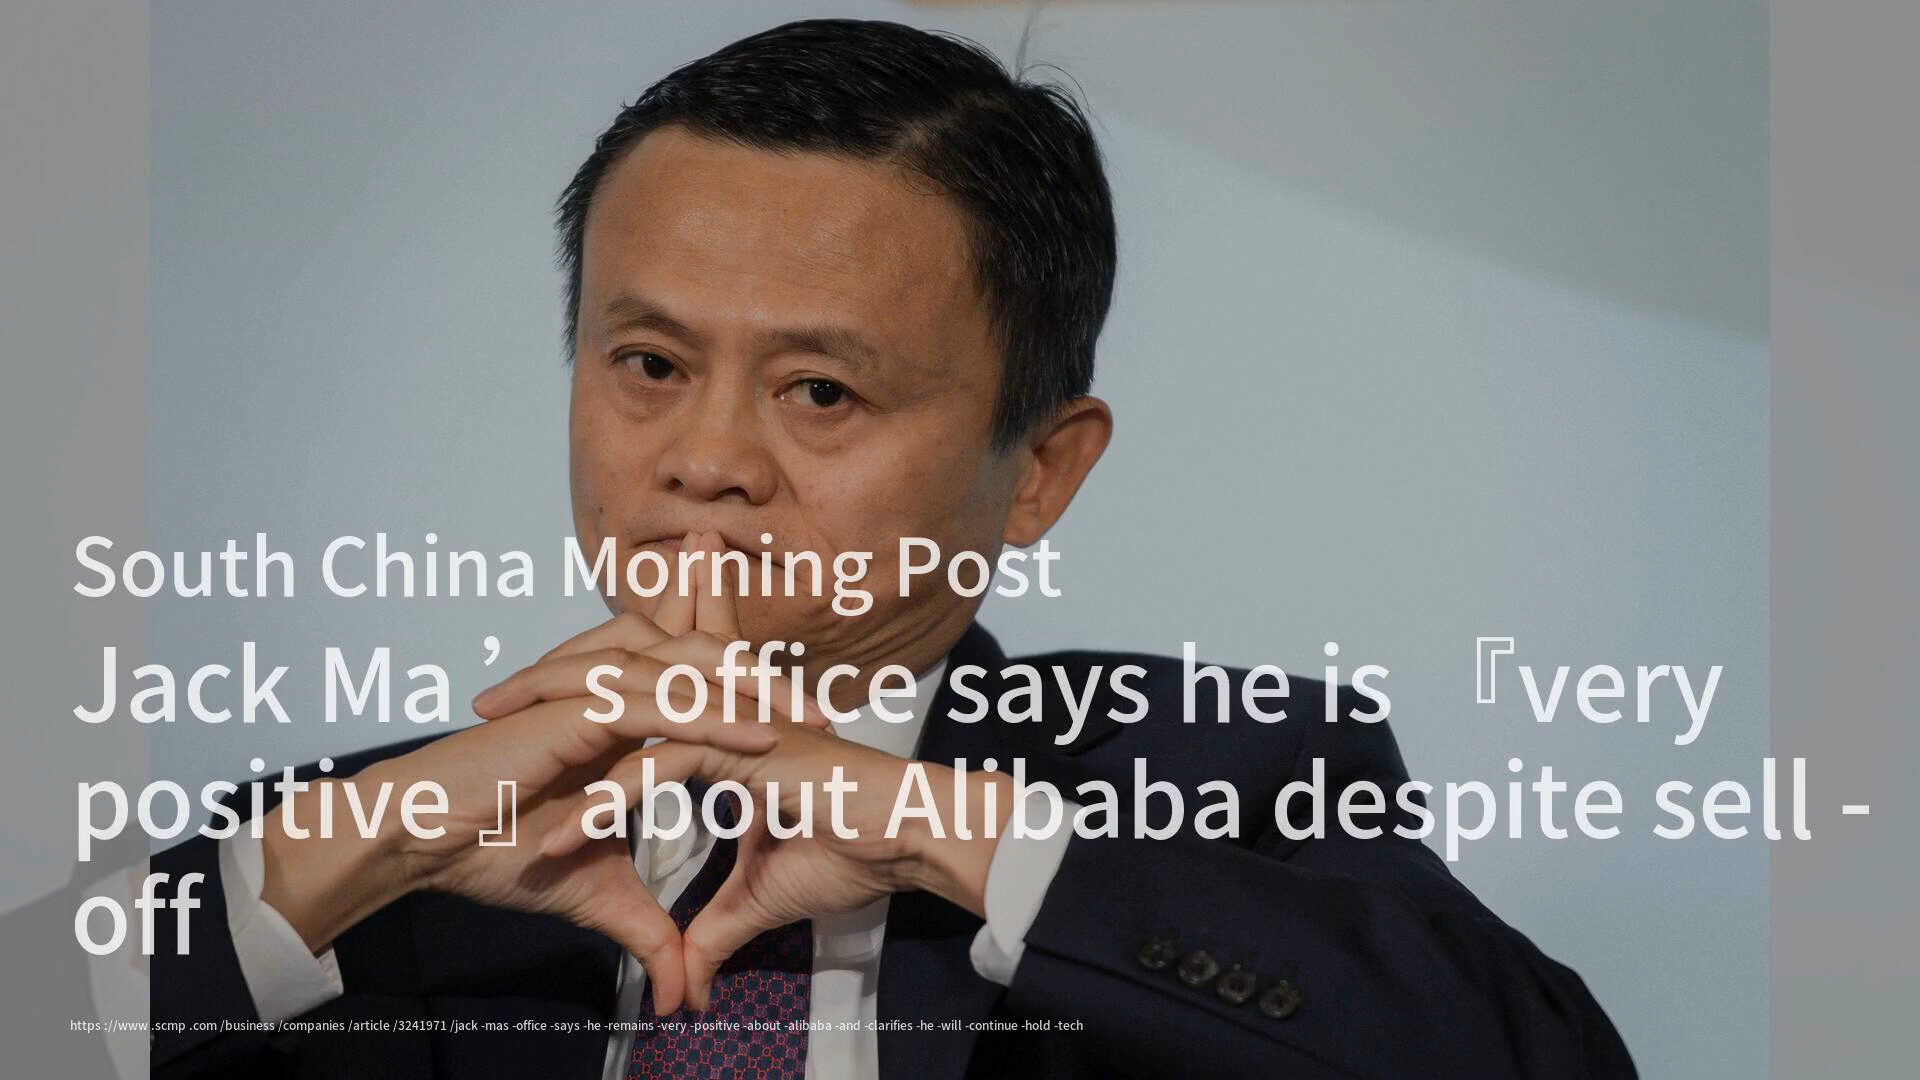 South China Morning Post
Jack Ma’s office says he is 『very
positive』 about Alibaba despite sell-
off
https://www.scmp.com/business/companies/article/3241971/jack-mas-office-says-he-remains-very-positive-about-alibaba-and-clarifies-he-will-continue-hold-tech